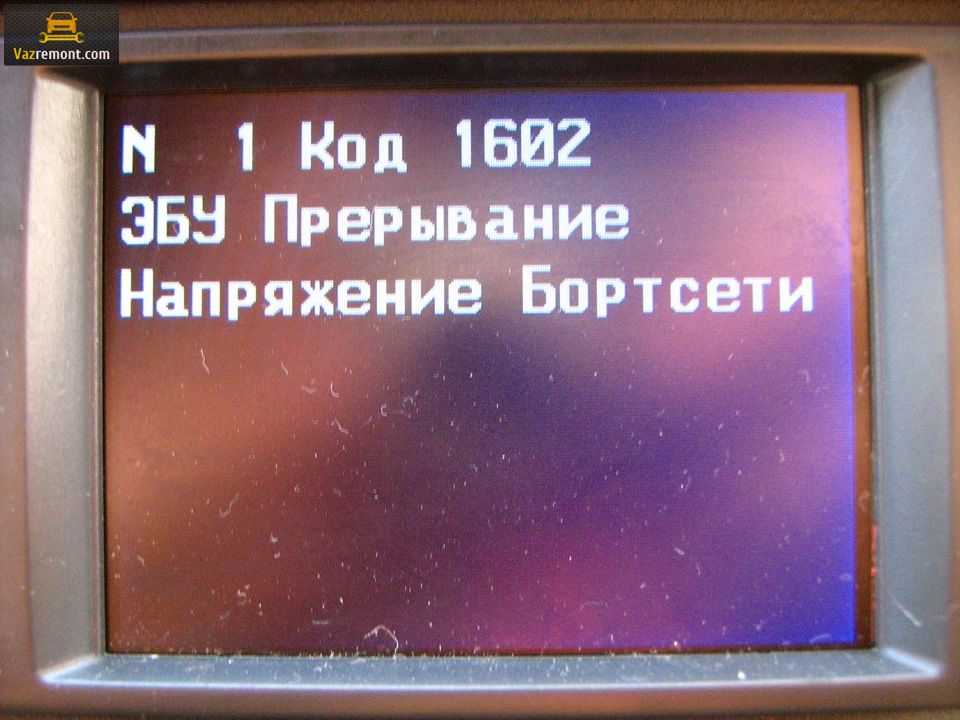 Vazremont.com
N 1 Код 1602
ЭБУ Прерывание
Напряжение Бортсети